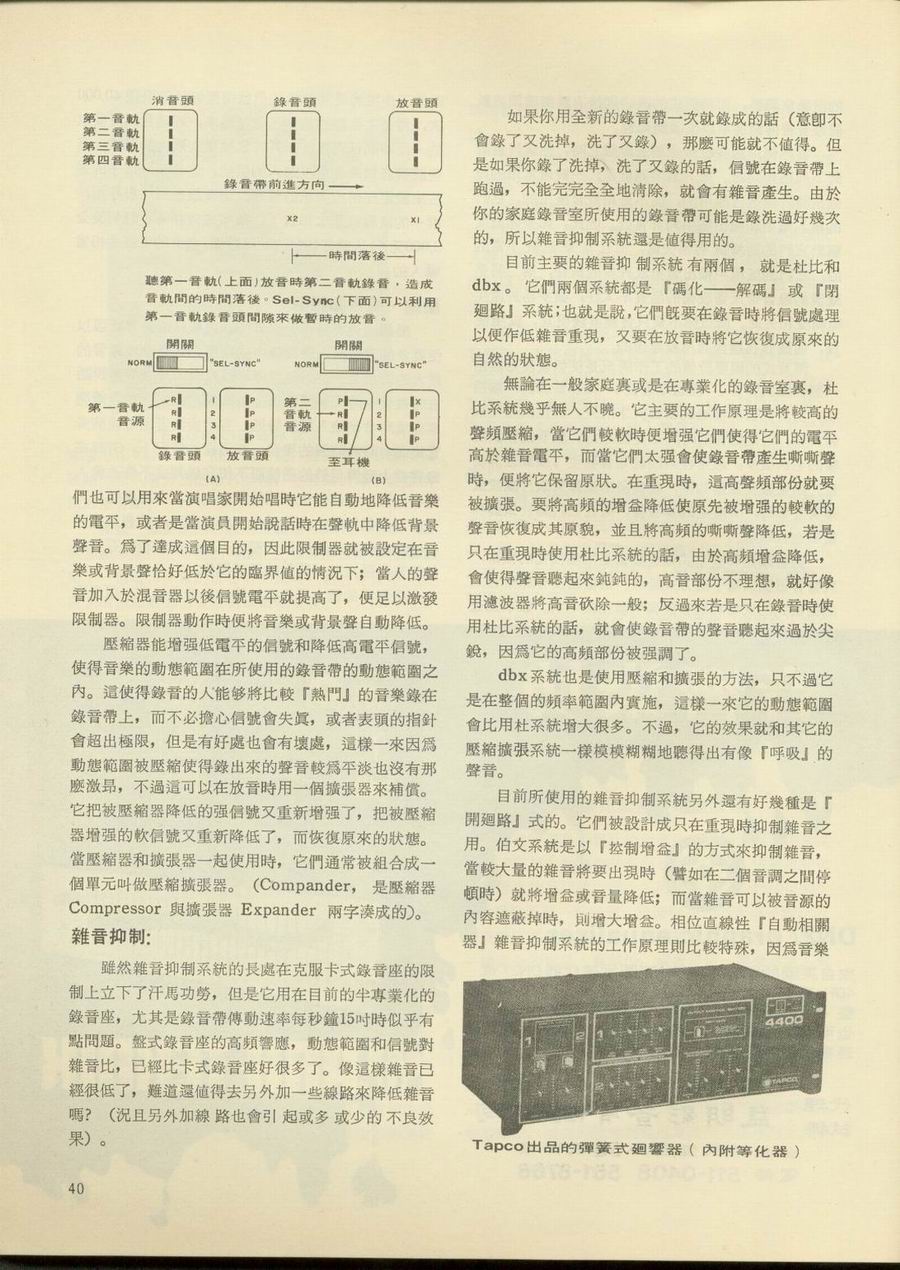 消音頭 錄音頭 放音頭
第一音軌
第二音軌
第三音軌
第四音軌
錄音帶前進方向
X2 X1
時間落後
聽第一音軌(上面)放音時第二音軌錄音，造成
音軌間的時間落後。Sel-Sync(下面)可以利用
第一音軌錄音頭間隙來做暫時的放音。
開關 開關
NORM "SEL-SYNC" NORM "SEL-SYNC"
第一音軌
音源
R 1 P
R 2 P
R 3 P
R 4 P
錄音頭 放音頭
第二
音軌
音源
P 1 X
R 2 P
R 3 P
R 4 P
至耳機
(A) (B)
們也可以用來當演唱家開始唱時它能自動地降低音樂
的電平，或者是當演員開始說話時在聲軌中降低背景
聲音。爲了達成這個目的，因此限制器就被設定在音
樂或背景聲恰好低於它的臨界值的情況下；當人的聲
音加入於混音器以後信號電平就提高了，便足以激發
限制器。限制器動作時便將音樂或背景聲自動降低。
壓縮器能增强低電平的信號和降低高電平信號，
使得音樂的動態範圍在所使用的錄音帶的動態範圍之
內。這使得錄音的人能够將比較『熱門』的音樂錄在
錄音帶上，而不必擔心信號會失眞，或者表頭的指針
會超出極限，但是有好處也會有壞處，這樣一來因爲
動態範圍被壓縮使得錄出來的聲音較爲平淡也沒有那
麽激昂，不過這可以在放音時用一個擴張器來補償。
它把被壓縮器降低的强信號又重新增强了，把被壓縮
器增强的軟信號又重新降低了，而恢復原來的狀態。
當壓縮器和擴張器一起使用時，它們通常被組合成一
個單元叫做壓縮擴張器。 (Compander， 是壓縮器
Compressor 與擴張器 Expander 兩字湊成的)。
雜音抑制:
雖然雜音抑制系統的長處在克服卡式錄音座的限
制上立下了汗馬功勞，但是它用在目前的半專業化的
錄音座，尤其是錄音帶傳動速率每秒鐘15吋時似乎有
點問題。盤式錄音座的高頻響應，動態範圍和信號對
雜音比，已經比卡式錄音座好很多了。像這樣雜音已
經很低了，難道還値得去另外加一些線路來降低雜音
嗎？（況且另外加線 路也會引 起或多 或少的 不良效
果）。
40
如果你用全新的錄音帶一次就錄成的話（意卽不
會錄了又洗掉，洗了又錄），那麽可能就不値得。但
是如果你錄了洗掉，洗了又錄的話，信號在錄音帶上
跑過，不能完完全全地淸除，就會有雜音產生。由於
你的家庭錄音室所使用的錄音帶可能是錄洗過好幾次
的，所以雜音抑制系統還是値得用的。
目前主要的雜音抑 制系統 有兩個 ， 就是杜比和
dbx 。 它們兩個系統都是 『碼化——解碼』 或 『閉
廻路』系統；也就是說，它們旣要在錄音時將信號處理
以便作低雜音重現，又要在放音時將它恢復成原來的
自然的狀態。
無論在一般家庭裏或是在專業化的錄音室裏，杜
比系統幾乎無人不曉。它主要的工作原理是將較高的
聲頻壓縮，當它們較軟時便增强它們使得它們的電平
高於雜音電平，而當它們太强會使錄音帶產生嘶嘶聲
時，便將它保留原狀。在重現時，這高聲頻部份就要
被擴張。要將高頻的增益降低使原先被增强的較軟的
聲音恢復成其原貌，並且將高頻的嘶嘶聲降低，若是
只在重現時使用杜比系統的話，由於高頻增益降低，
會使得聲音聽起來鈍鈍的，高音部份不理想，就好像
用濾波器將高音砍除一般；反過來若是只在錄音時使
用杜比系統的話，就會使錄音帶的聲音聽起來過於尖
銳，因爲它的高頻部份被强調了。
dbx 系統也是使用壓縮和擴張的方法，只不過它
是在整個的頻率範圍內實施，這樣一來它的動態範圍
會比用杜系統增大很多。不過，它的效果就和其它的
壓縮擴張系統一樣模模糊糊地聽得出有像『呼吸』的
聲音。
目前所使用的雜音抑制系統另外還有好幾種是『
開廻路』式的。它們被設計成只在重現時抑制雜音之
用。伯文系統是以『控制增益』的方式來抑制雜音，
當較大量的雜音將要出現時（譬如在二個音調之間停
頓時）就將增益或音量降低；而當雜音可以被音源的
內容遮蔽掉時，則增大增益。相位直線性『自動相關
器』雜音抑制系統的工作原理則比較特殊，因爲音樂
4400
TAPCO
Tapco出品的彈簧式廻響器（內附等化器）